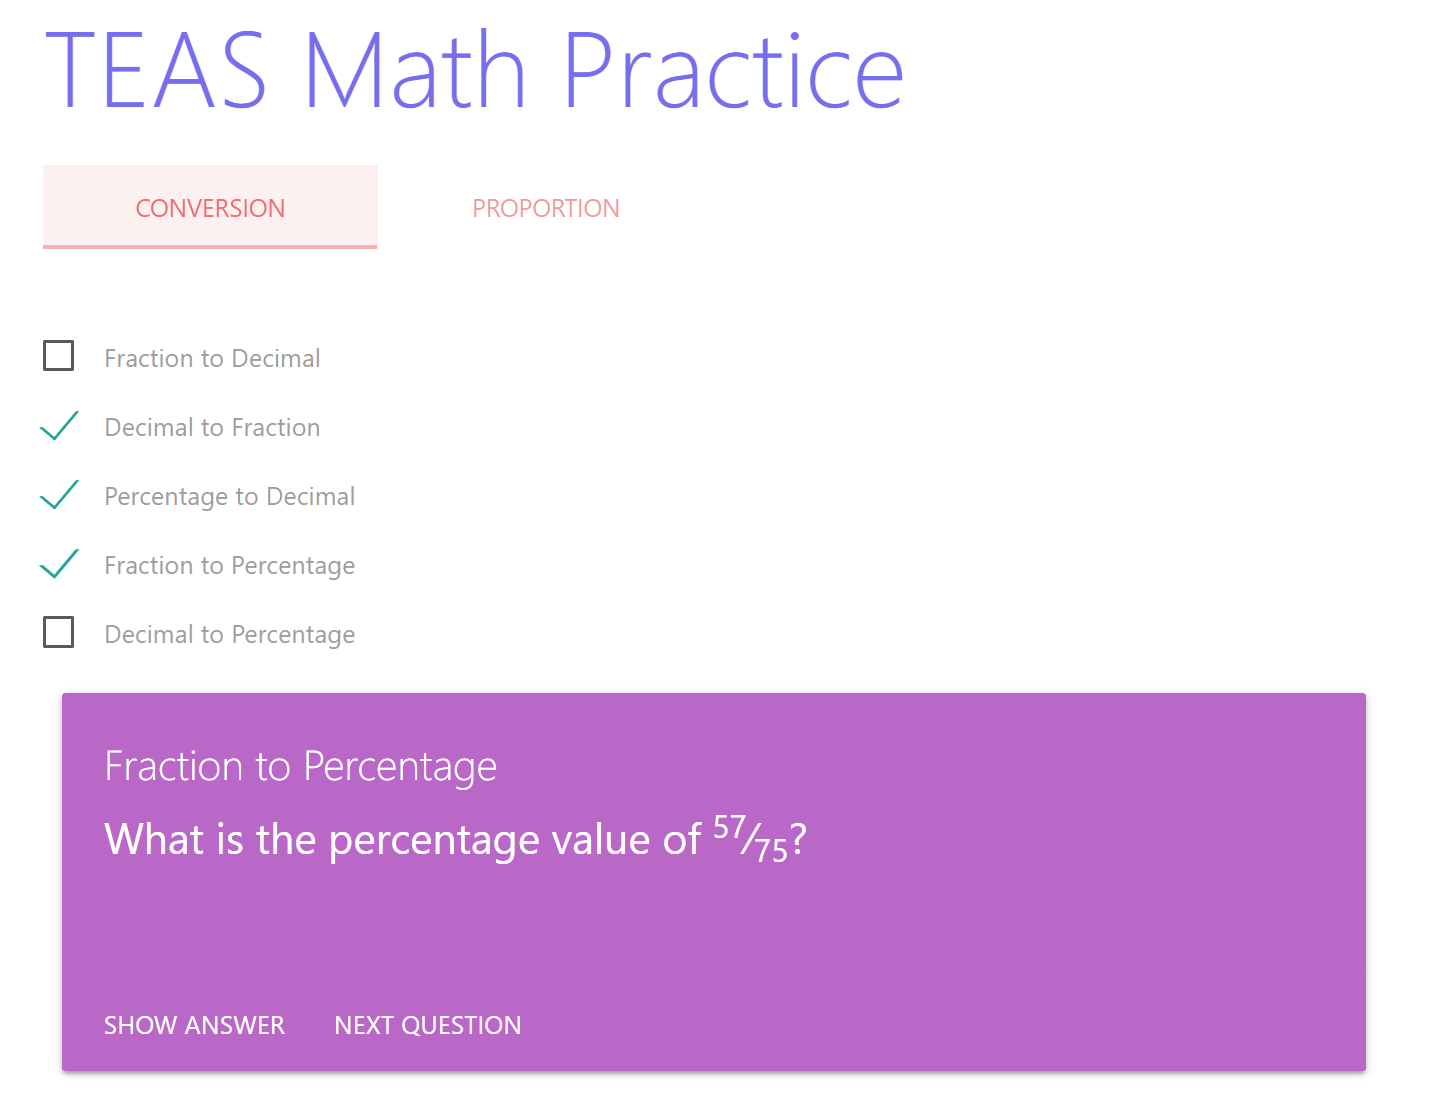 TEAS Math Practice
CONVERSION PROPORTION
Fraction to Decimal
Decimal to Fraction
Percentage to Decimal
Fraction to Percentage
Decimal to Percentage
Fraction to Percentage
What is the percentage value of 57⁄75?
SHOW ANSWER NEXT QUESTION